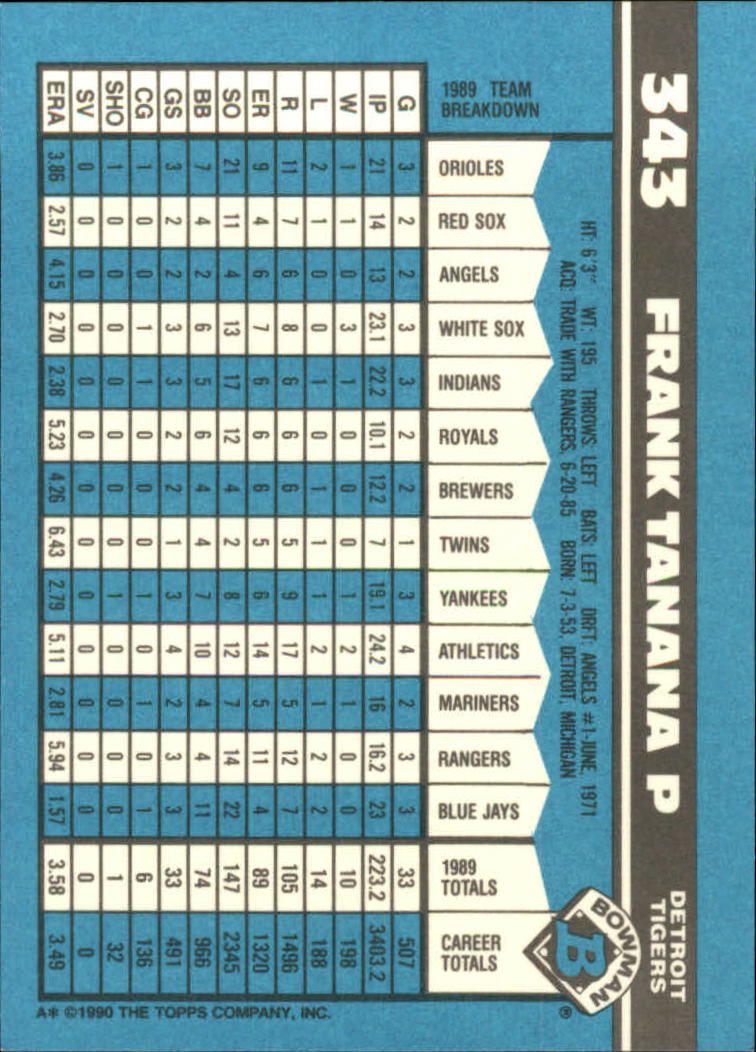 343 FRANK TANANA P
DETROIT
TIGERS
BOWMAN
B
HT: 6'3" WT: 195 THROWS: LEFT BATS: LEFT DRFT: ANGELS #1-JUNE, 1971
ACQ: TRADE WITH RANGERS, 6-20-85 BORN: 7-3-53, DETROIT, MICHIGAN
1989 TEAM
BREAKDOWN
G IP W L R ER SO BB GS CG SHO SV ERA
ORIOLES 3 21 1 2 11 9 21 7 3 1 1 0 3.86
RED SOX 2 14 1 1 7 4 11 4 2 0 0 0 2.57
ANGELS 2 13 0 0 6 6 4 2 2 0 0 0 4.15
WHITE SOX 3 23.1 3 0 8 7 13 6 3 1 0 0 2.70
INDIANS 3 22.2 1 1 6 6 17 5 3 1 0 0 2.38
ROYALS 2 10.1 0 0 6 6 12 6 2 0 0 0 5.23
BREWERS 2 12.2 0 1 6 6 4 4 2 0 0 0 4.26
TWINS 1 7 0 1 5 5 2 4 1 0 0 0 6.43
YANKEES 3 19.1 1 1 9 6 8 7 3 1 1 0 2.79
ATHLETICS 4 24.2 2 2 17 14 12 10 4 0 0 0 5.11
MARINERS 2 16 1 1 5 5 7 4 2 1 0 0 2.81
RANGERS 3 16.2 0 2 12 11 14 4 3 0 0 0 5.94
BLUE JAYS 3 23 0 2 7 4 22 11 3 1 0 0 1.57
1989
TOTALS 33 223.2 10 14 105 89 147 74 33 6 1 0 3.58
CAREER
TOTALS 507 3403.2 198 188 1496 1320 2345 966 491 136 32 0 3.49
A* ©1990 THE TOPPS COMPANY, INC.
®